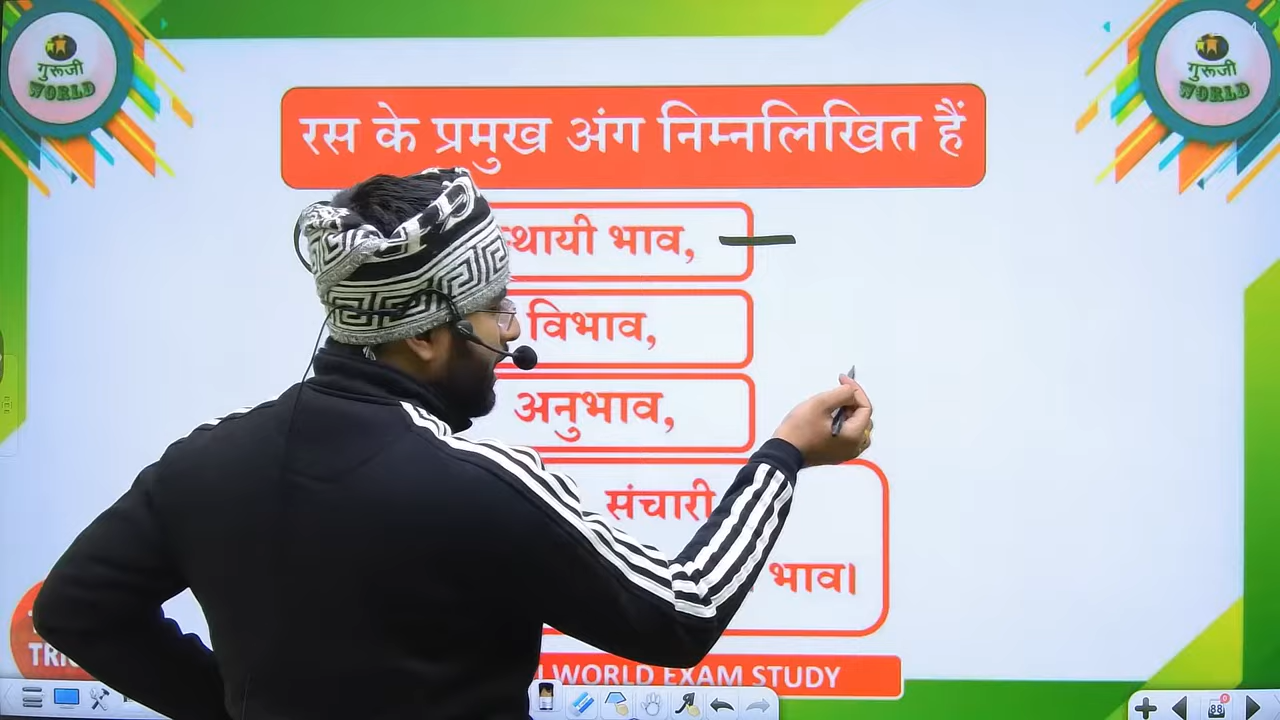 गुरूजी
WORLD
गुरूजी
WORLD
रस के प्रमुख अंग निम्नलिखित हैं
भाव,
विभाव,
अनुभाव,
संचारी
भाव।
WORLD EXAM STUDY
88